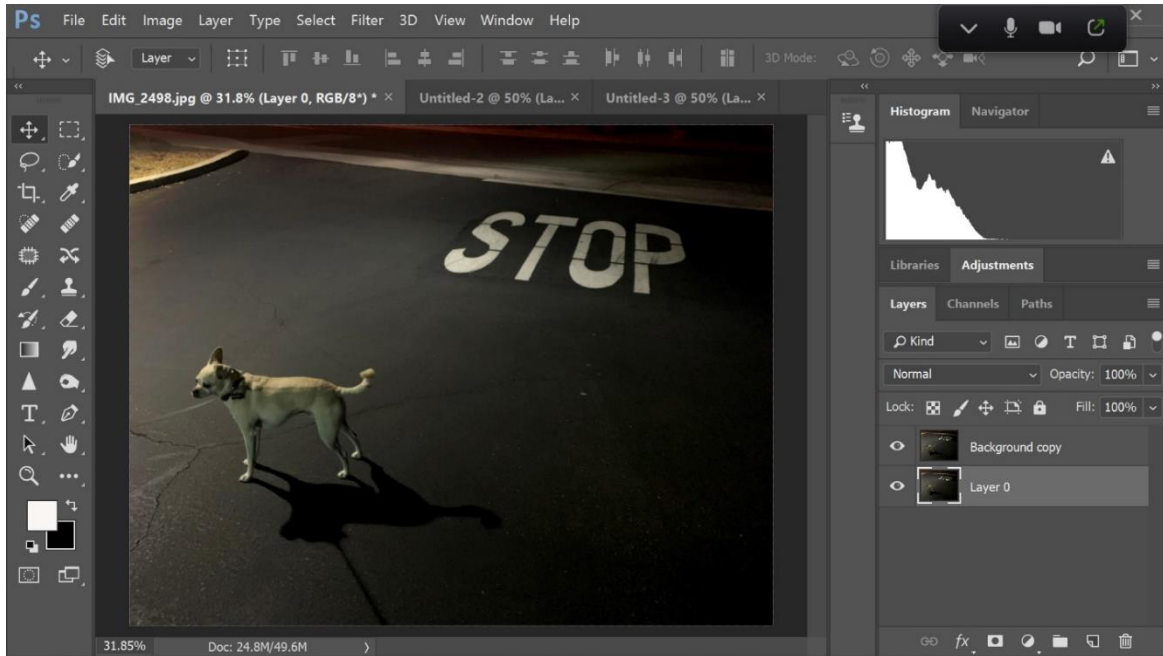 Ps File Edit Image Layer Type Select Filter 3D View Window Help
Layer 3D Mode:
IMG_2498.jpg @ 31.8% (Layer 0, RGB/8*) * × Untitled-2 @ 50% (La... × Untitled-3 @ 50% (La... ×
Histogram Navigator
STOP
Libraries Adjustments
Layers Channels Paths
Kind T
Normal Opacity: 100%
Lock: Fill: 100%
Background copy
Layer 0
T
31.85% Doc: 24.8M/49.6M
fx